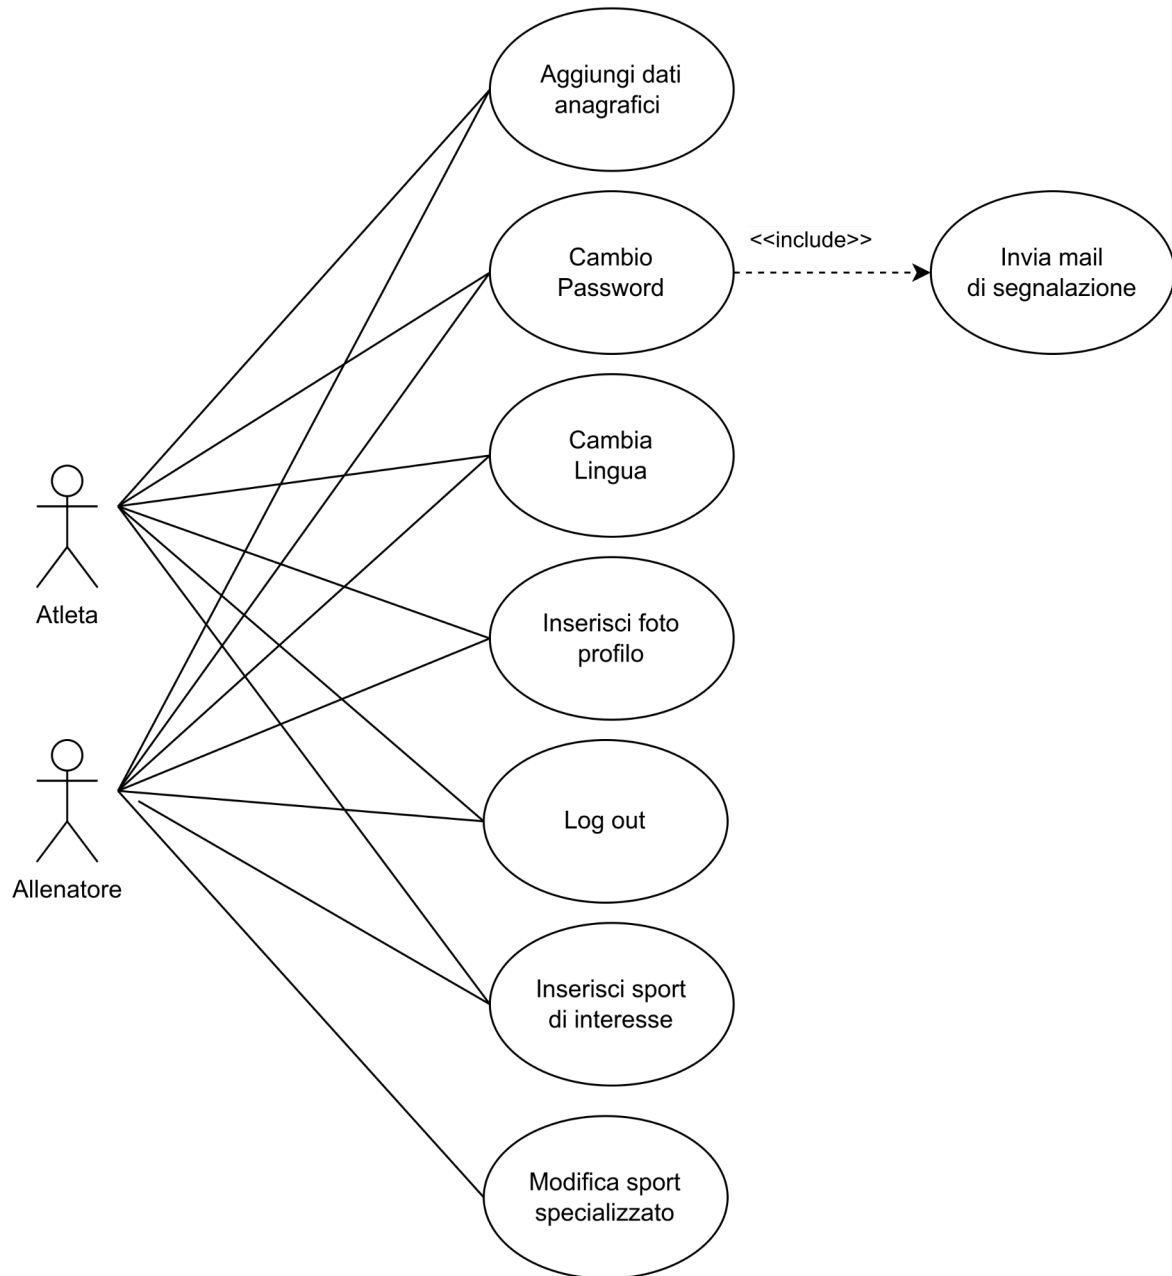 Aggiungi dati
anagrafici
Cambio
Password
<<include>>
Invia mail
di segnalazione
Cambia
Lingua
Atleta
Inserisci foto
profilo
Log out
Allenatore
Inserisci sport
di interesse
Modifica sport
specializzato